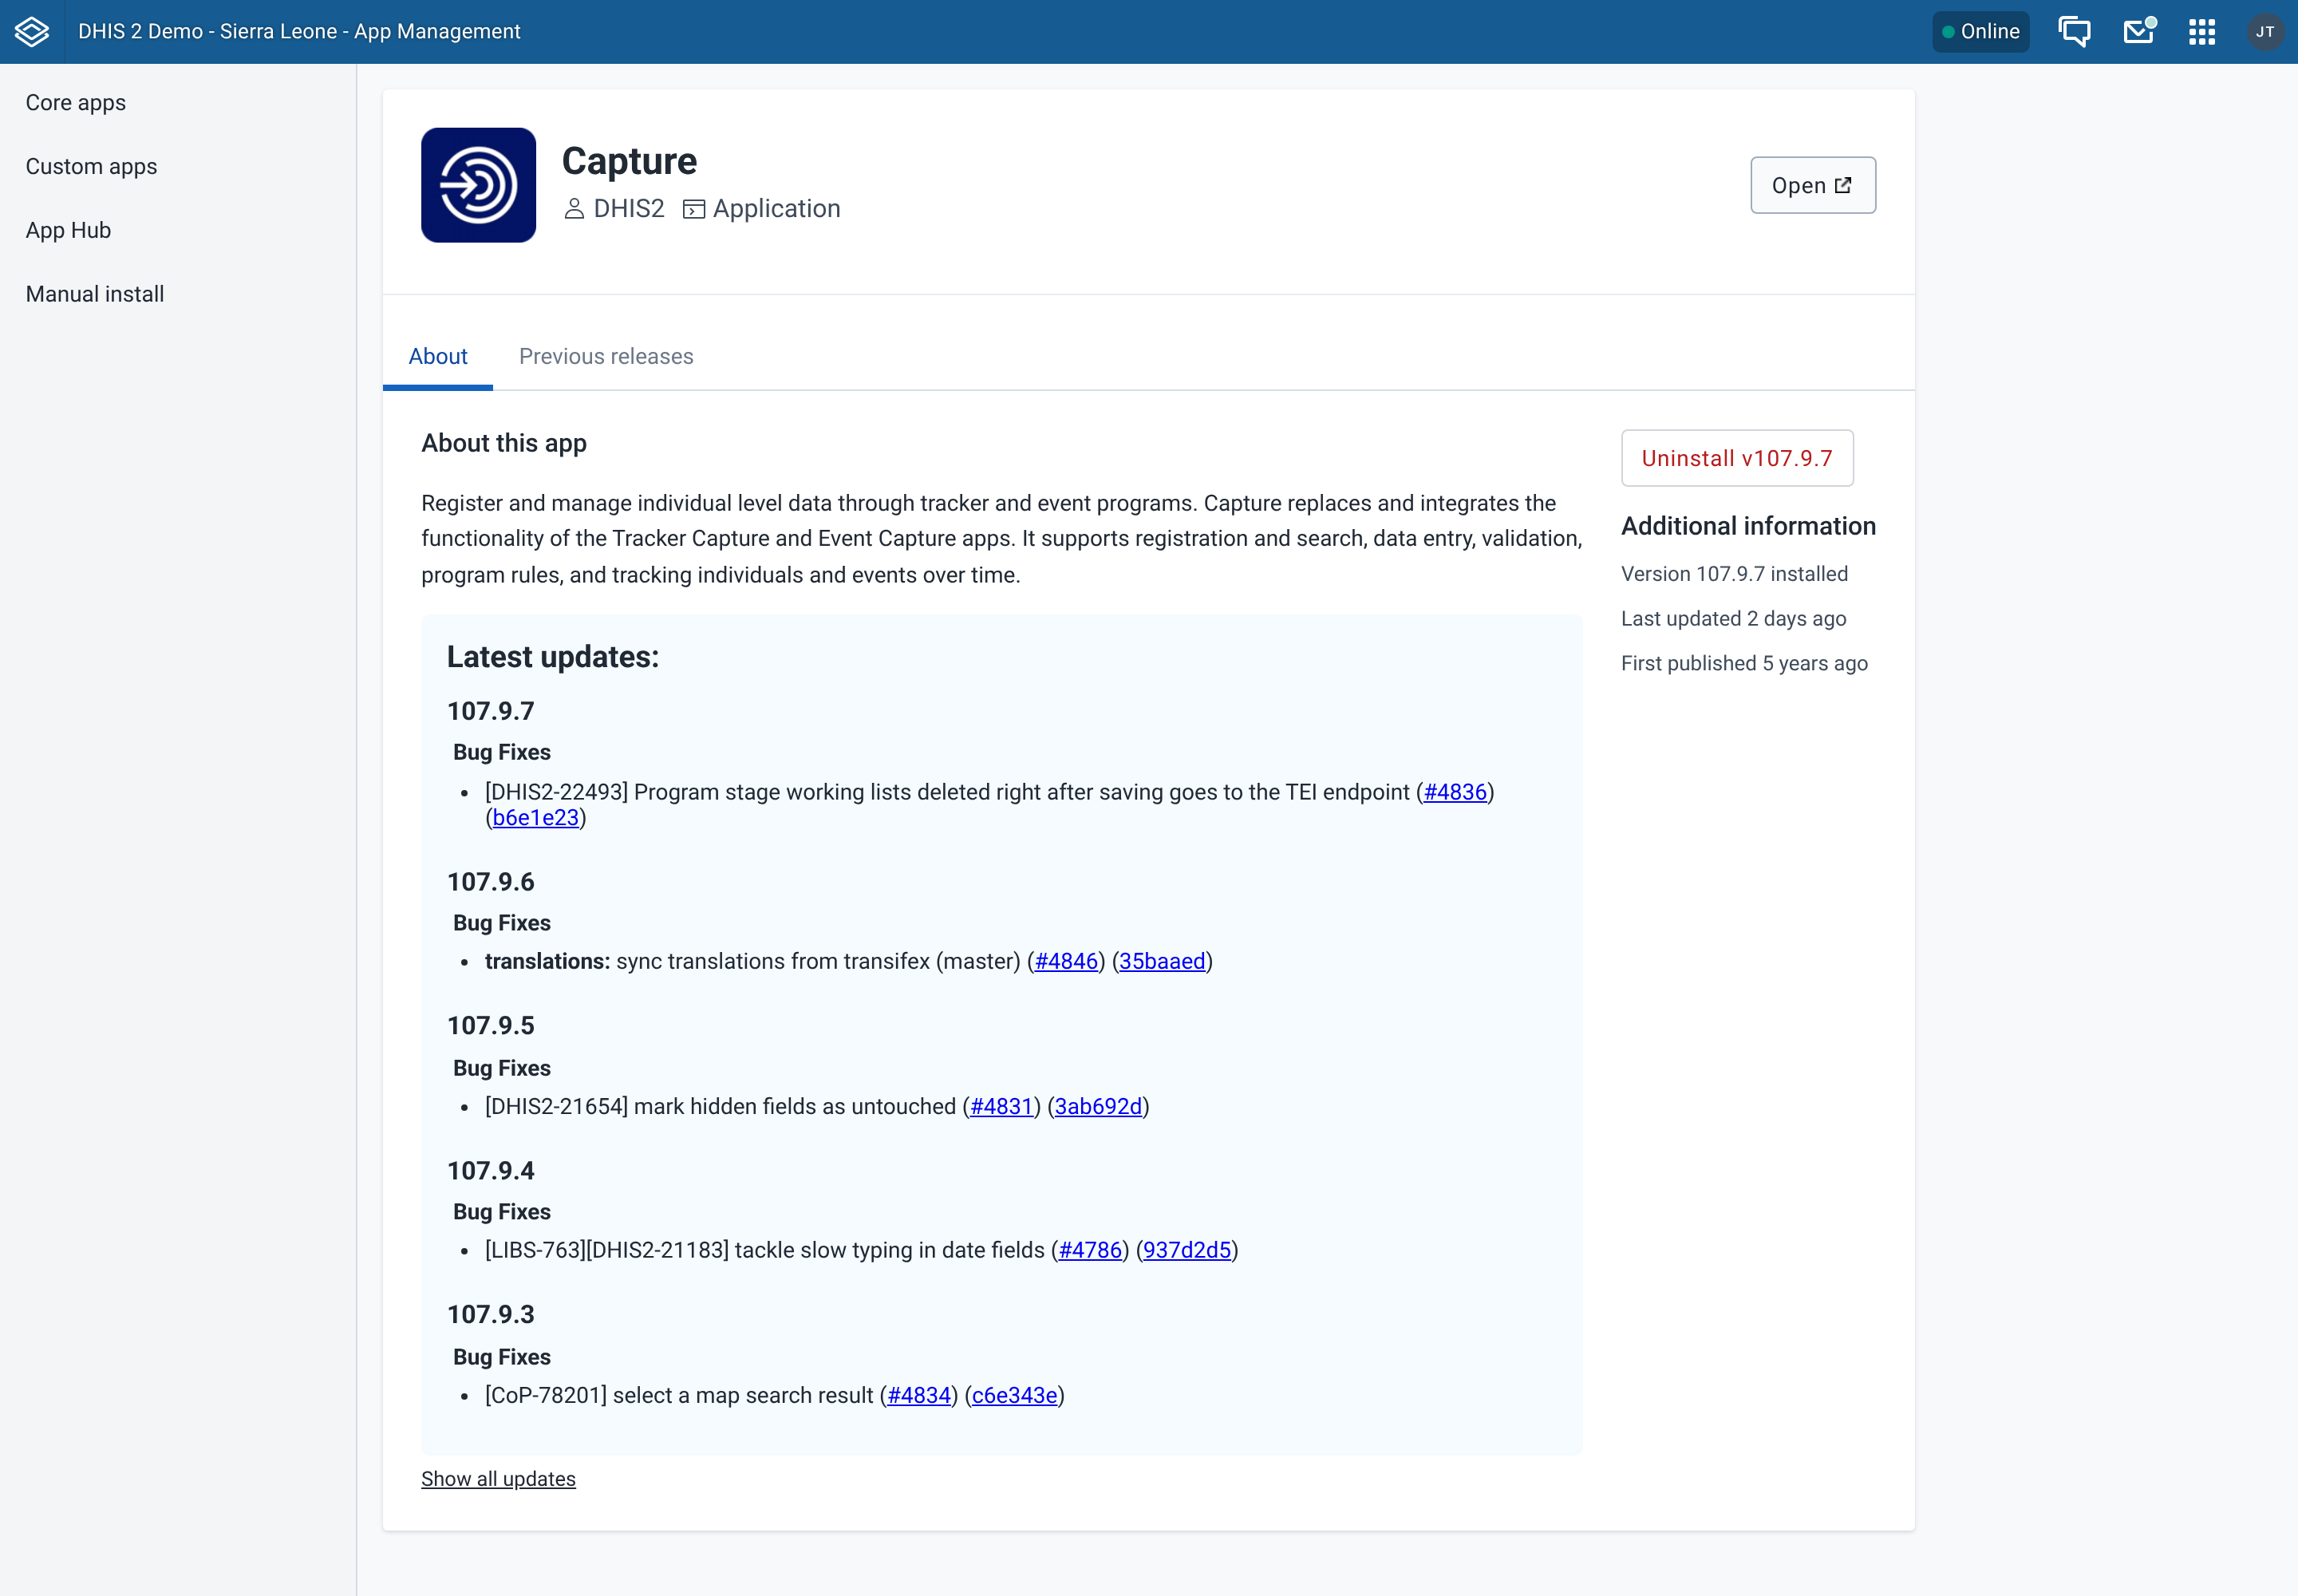 DHIS 2 Demo - Sierra Leone - App Management
Online
JT
Core apps
Custom apps
App Hub
Manual install
Capture
DHIS2 Application
Open
About Previous releases
About this app
Register and manage individual level data through tracker and event programs. Capture replaces and integrates the
functionality of the Tracker Capture and Event Capture apps. It supports registration and search, data entry, validation,
program rules, and tracking individuals and events over time.
Latest updates:
107.9.7
Bug Fixes
• [DHIS2-22493] Program stage working lists deleted right after saving goes to the TEI endpoint (#4836)
(b6e1e23)
107.9.6
Bug Fixes
• translations: sync translations from transifex (master) (#4846) (35baaed)
107.9.5
Bug Fixes
• [DHIS2-21654] mark hidden fields as untouched (#4831) (3ab692d)
107.9.4
Bug Fixes
• [LIBS-763][DHIS2-21183] tackle slow typing in date fields (#4786) (937d2d5)
107.9.3
Bug Fixes
• [CoP-78201] select a map search result (#4834) (c6e343e)
Show all updates
Uninstall v107.9.7
Additional information
Version 107.9.7 installed
Last updated 2 days ago
First published 5 years ago